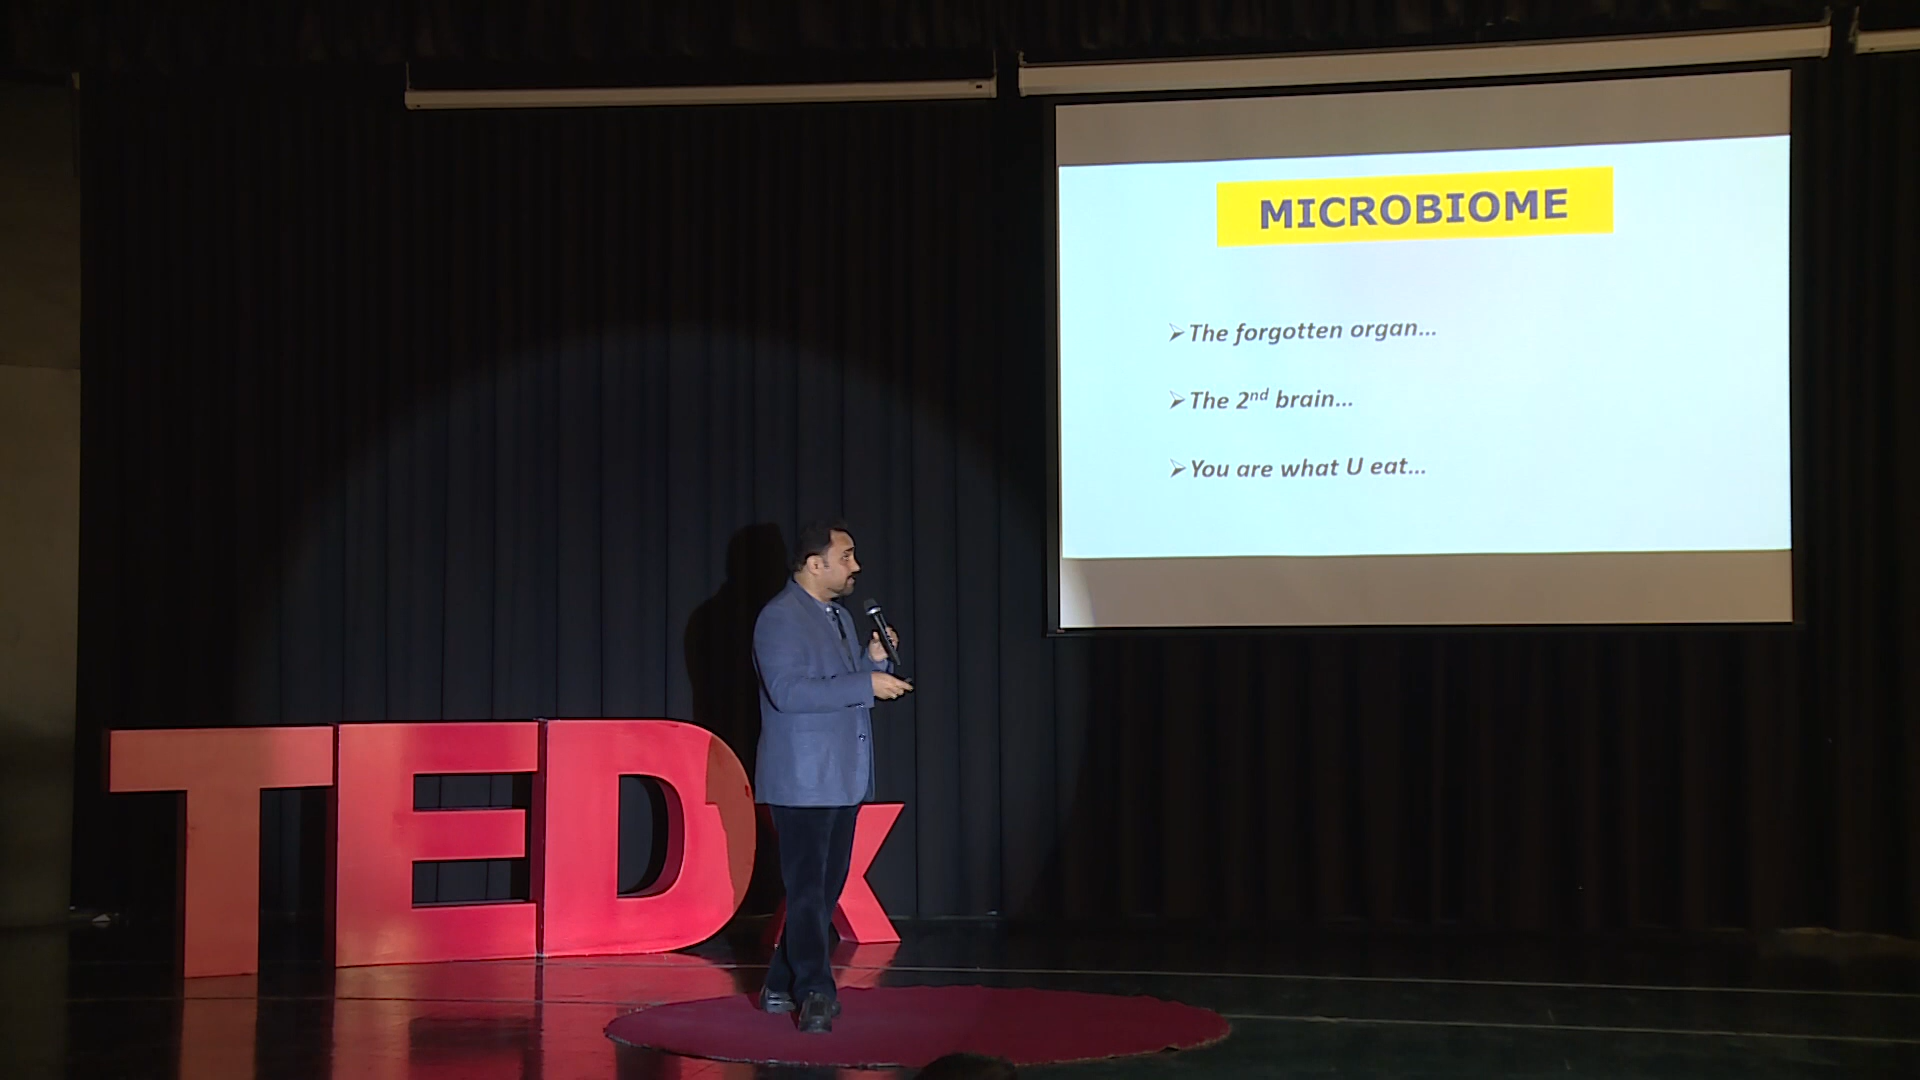 MICROBIOME
➢The forgotten organ...
➢The 2nd brain...
➢You are what U eat...
TEDx